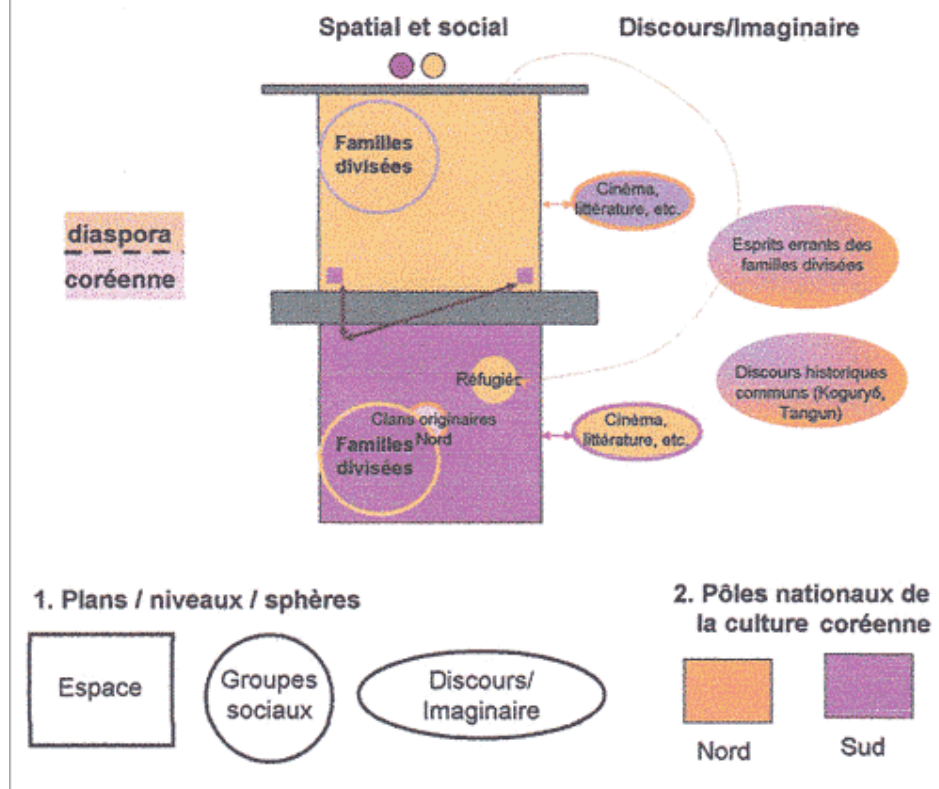 Spatial et social
Discours/Imaginaire
Familles
divisées
Cinéma,
littérature, etc.
diaspora
coréenne
Esprits errants des
familles divisées
Réfugiés
Discours historiques
communs (Koguryŏ,
Tangun)
Clans originaires
Nord
Familles
divisées
Cinéma,
littérature, etc.
1. Plans / niveaux / sphères
Espace
Groupes
sociaux
Discours/
Imaginaire
2. Pôles nationaux de
la culture coréenne
Nord
Sud